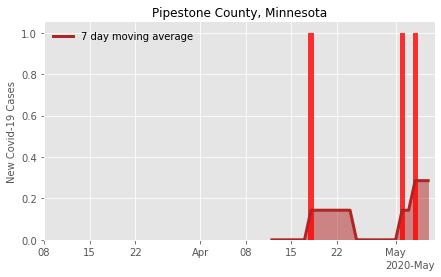 Pipestone County, Minnesota
7 day moving average
New Covid-19 Cases
1.0
0.8
0.6
0.4
0.2
0.0
08 15 22 Apr 08 15 22 May
2020-May